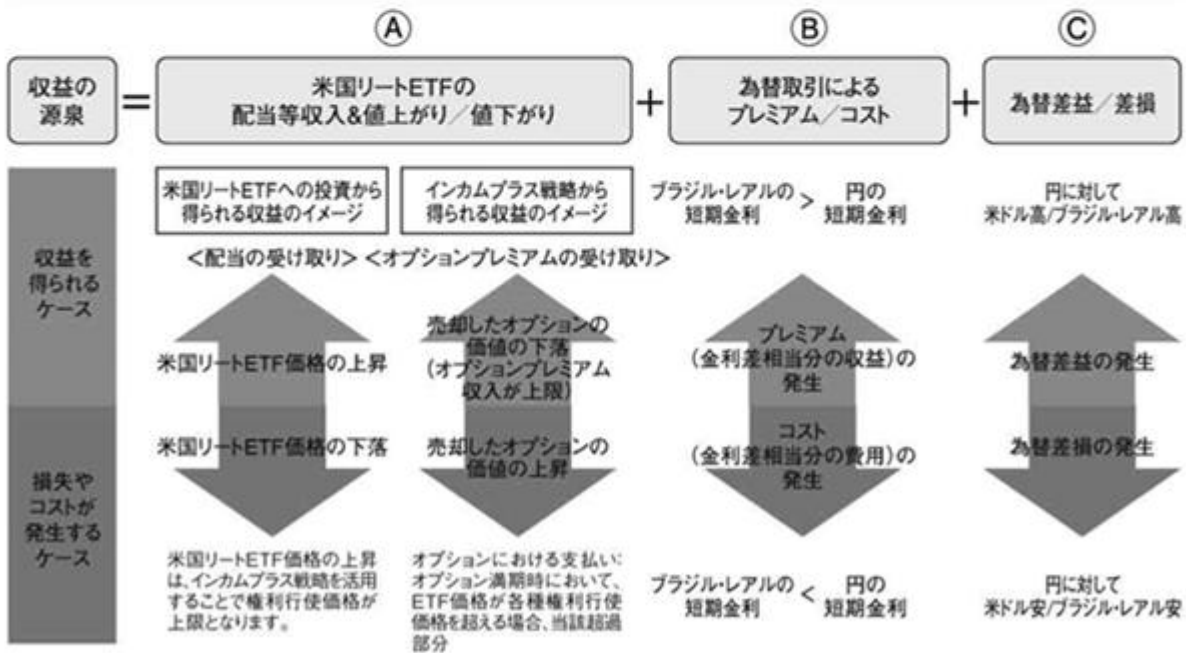 Ⓐ
Ⓑ
Ⓒ
収益の
源泉
=
米国リートETFの
配当等収入&値上がり/値下がり
+
為替取引による
プレミアム/コスト
+
為替差益/差損
収益を
得られる
ケース
米国リートETFへの投資から
得られる収益のイメージ
インカムプラス戦略から
得られる収益のイメージ
<配当の受け取り>
<オプションプレミアムの受け取り>
米国リートETF価格の上昇
売却したオプションの
価値の下落
(オプションプレミアム
収入が上限)
ブラジル・レアルの
短期金利
>
円の
短期金利
プレミアム
(金利差相当分の収益)の
発生
円に対して
米ドル高/ブラジル・レアル高
為替差益の発生
損失や
コストが
発生する
ケース
米国リートETF価格の下落
売却したオプションの
価値の上昇
コスト
(金利差相当分の費用)の
発生
為替差損の発生
米国リートETF価格の上昇
は、インカムプラス戦略を活用
することで権利行使価格が
上限となります。
オプションにおける支払い:
オプション満期時において、
ETF価格が各種権利行使
価格を超える場合、当該超過
部分
ブラジル・レアルの
短期金利
<
円の
短期金利
円に対して
米ドル安/ブラジル・レアル安